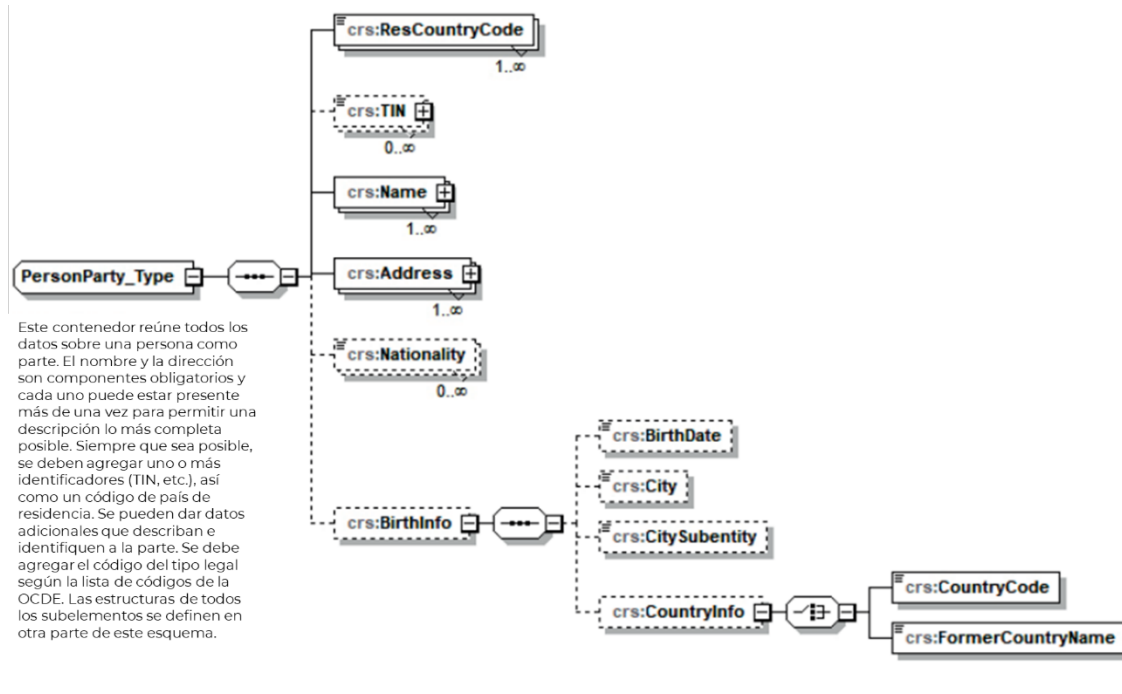 crs:ResCountryCode
1..∞
crs:TIN
0..∞
crs:Name
1..∞
PersonParty_Type
crs:Address
1..∞
Este contenedor reúne todos los
datos sobre una persona como
parte. El nombre y la dirección
son componentes obligatorios y
cada uno puede estar presente
más de una vez para permitir una
descripción lo más completa
posible. Siempre que sea posible,
se deben agregar uno o más
identificadores (TIN, etc.), así
como un código de país de
residencia. Se pueden dar datos
adicionales que describan e
identifiquen a la parte. Se debe
agregar el código del tipo legal
según la lista de códigos de la
OCDE. Las estructuras de todos
los subelementos se definen en
otra parte de este esquema.
crs:Nationality
0..∞
crs:BirthInfo
crs:BirthDate
crs:City
crs:CitySubentity
crs:CountryInfo
crs:CountryCode
crs:FormerCountryName